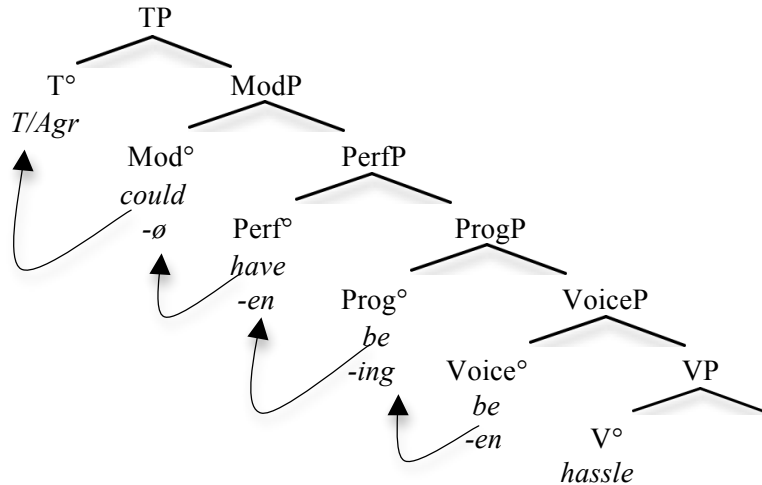 TP
T° ModP
T/Agr
Mod° PerfP
could
-ø Perf° ProgP
have
-en Prog° VoiceP
be
-ing Voice° VP
be
-en V°
hassle